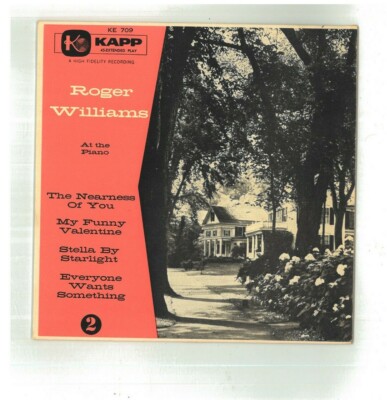 KE 709
K KAPP
45 EXTENDED PLAY
A HIGH FIDELITY RECORDING
Roger
Williams
At the
Piano
The Nearness
Of You
My Funny
Valentine
Stella By
Starlight
Everyone
Wants
Something
2